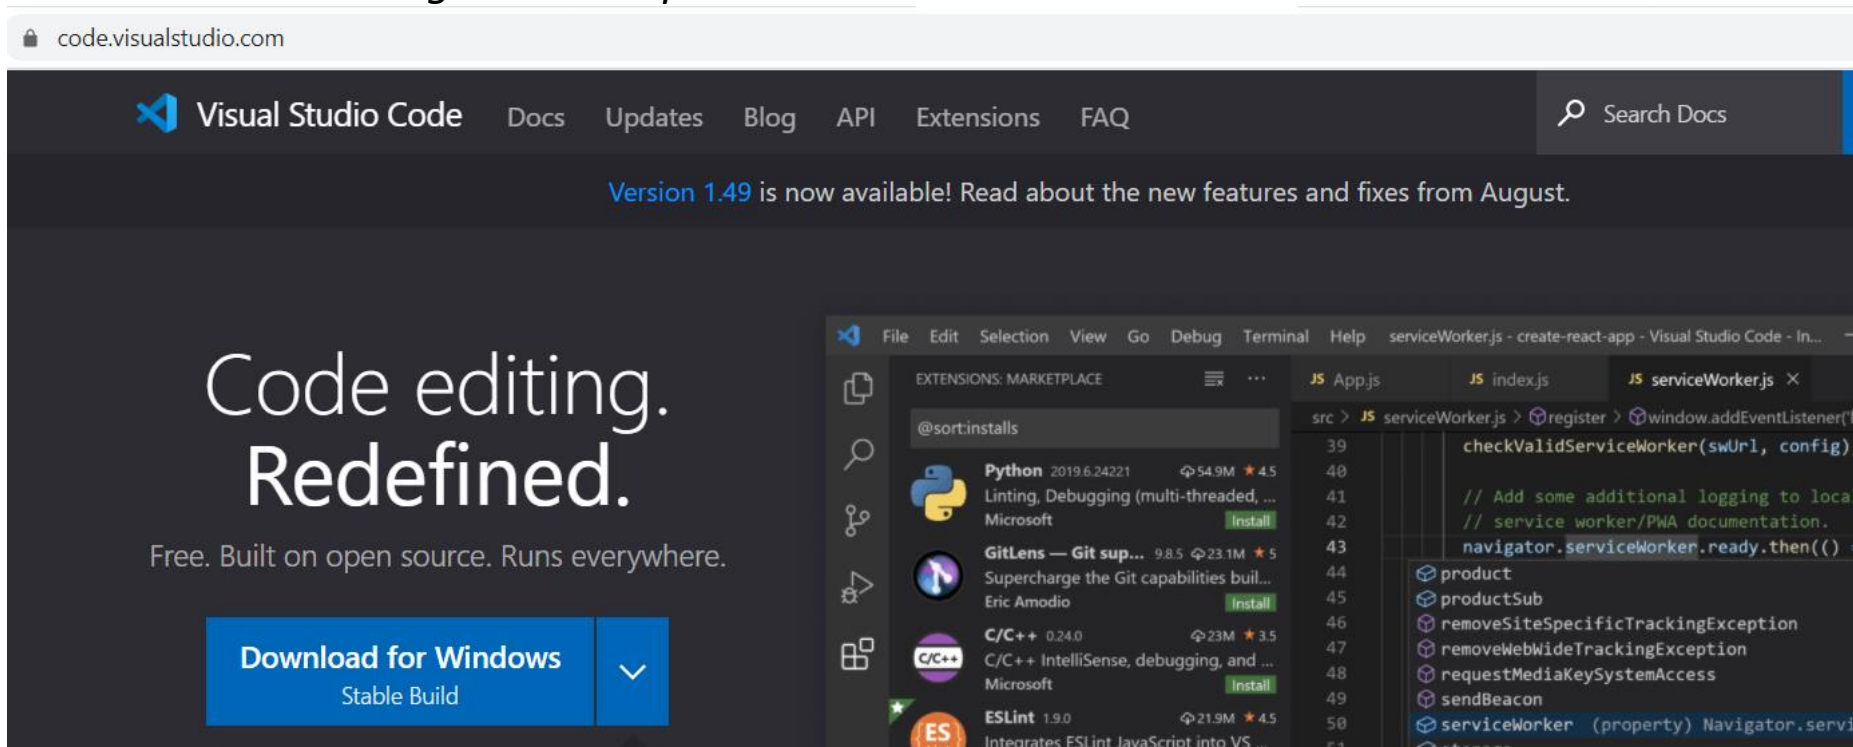 code.visualstudio.com
Visual Studio Code Docs Updates Blog API Extensions FAQ Search Docs
Version 1.49 is now available! Read about the new features and fixes from August.
Code editing.
Redefined.
Free. Built on open source. Runs everywhere.
Download for Windows
Stable Build
File Edit Selection View Go Debug Terminal Help serviceWorker.js - create-react-app - Visual Studio Code - In...
EXTENSIONS: MARKETPLACE
@sort:installs
Python 2019.6.24221 54.9M ★ 4.5
Linting, Debugging (multi-threaded, ...
Microsoft Install
GitLens — Git sup... 9.8.5 23.1M ★ 5
Supercharge the Git capabilities buil...
Eric Amodio Install
C/C++
C/C++ 0.24.0 23M ★ 3.5
C/C++ IntelliSense, debugging, and ...
Microsoft Install
ES
ESLint 1.9.0 21.9M ★ 4.5
Integrates ESLint JavaScript into VS ...
JS App.js JS index.js JS serviceWorker.js ×
src > JS serviceWorker.js > register > window.addEventListener('
39 checkValidServiceWorker(swUrl, config)
40
41 // Add some additional logging to loca
42 // service worker/PWA documentation.
43 navigator.serviceWorker.ready.then(()
44 product
45 productSub
46 removeSiteSpecificTrackingException
47 removeWebWideTrackingException
48 requestMediaKeySystemAccess
49 sendBeacon
50 serviceWorker (property) Navigator.servi
51